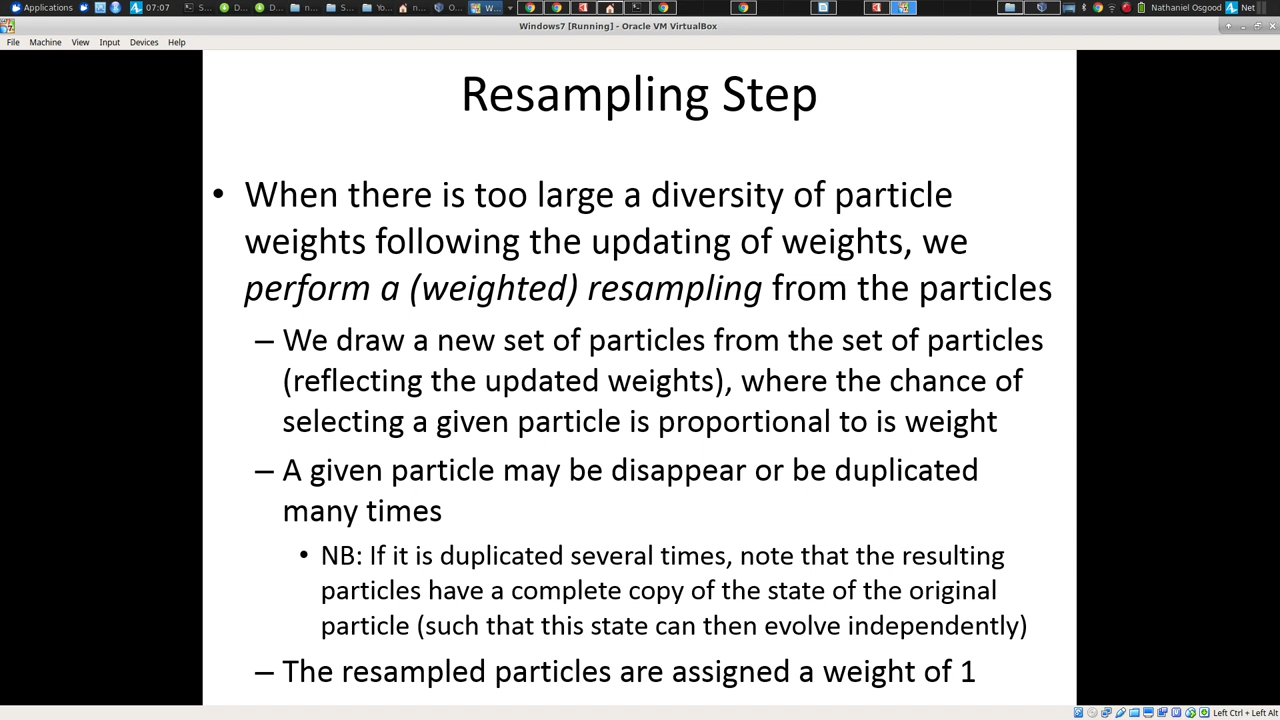 Applications
07:07
Nathaniel Osgood
Net
Windows7 [Running] - Oracle VM VirtualBox
File Machine View Input Devices Help
Resampling Step
• When there is too large a diversity of particle
weights following the updating of weights, we
perform a (weighted) resampling from the particles
– We draw a new set of particles from the set of particles
(reflecting the updated weights), where the chance of
selecting a given particle is proportional to is weight
– A given particle may be disappear or be duplicated
many times
• NB: If it is duplicated several times, note that the resulting
particles have a complete copy of the state of the original
particle (such that this state can then evolve independently)
– The resampled particles are assigned a weight of 1
Left Ctrl + Left Alt